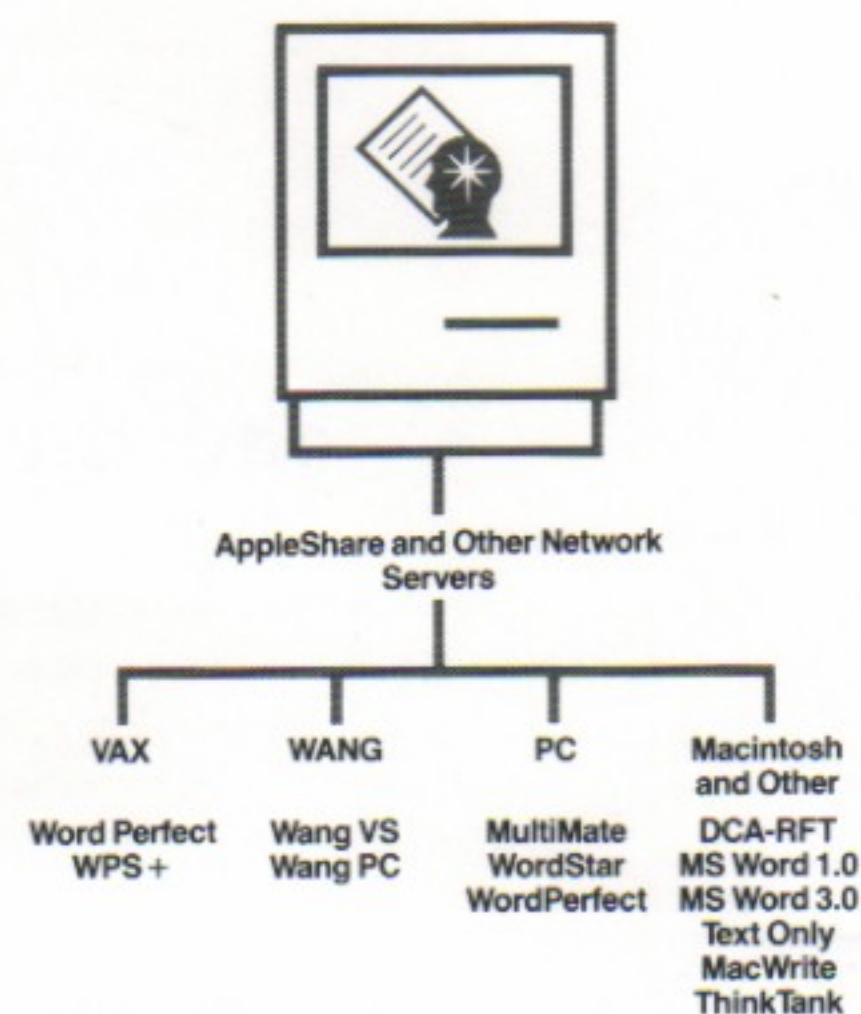 AppleShare and Other Network
Servers
VAX
Word Perfect
WPS+
WANG
Wang VS
Wang PC
PC
MultiMate
WordStar
WordPerfect
Macintosh
and Other
DCA-RFT
MS Word 1.0
MS Word 3.0
Text Only
MacWrite
ThinkTank